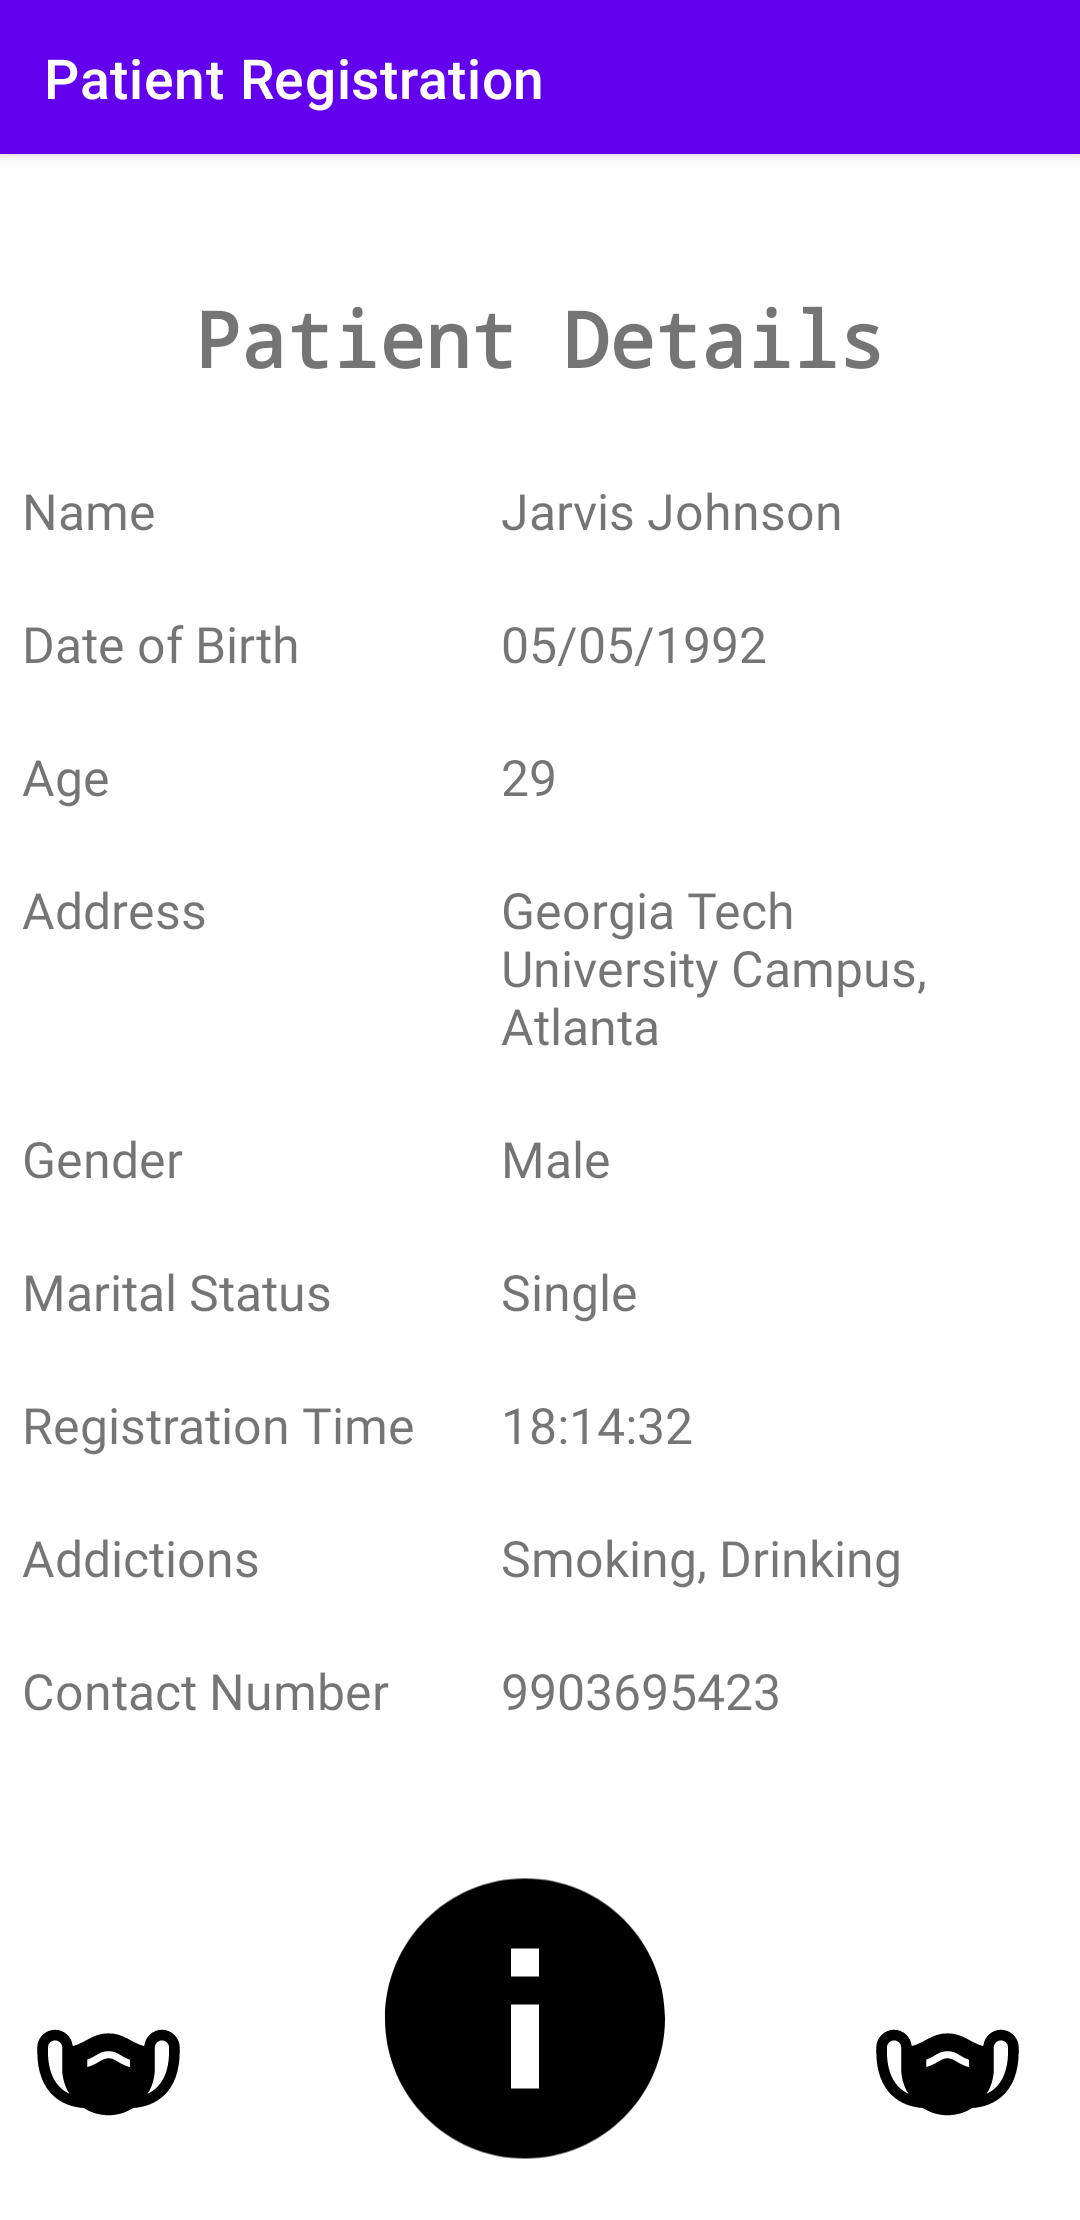 Patient Registration
Patient Details
Name Jarvis Johnson
Date of Birth 05/05/1992
Age 29
Address Georgia Tech
University Campus,
Atlanta
Gender Male
Marital Status Single
Registration Time 18:14:32
Addictions Smoking, Drinking
Contact Number 9903695423